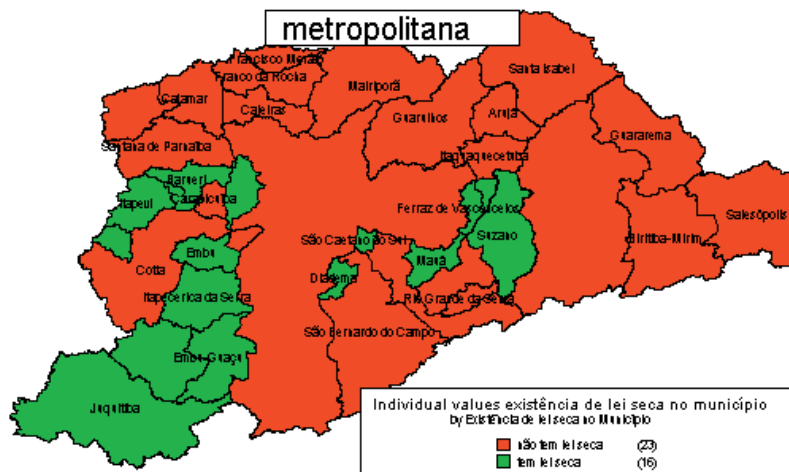 metropolitana
Francisco Morato
Franco da Rocha
Santa Isabel
Mairiporã
Cajamar
Caieiras
Guarulhos
Arujá
Guararema
Santana de Parnaíba
Itaquaquecetuba
Barueri
Carapicuíba
Itapevi
Ferraz de Vasconcelos
Salesópolis
São Caetano do Sul
Suzano
Biritiba-Mirim
Embu
Mauá
Cotia
Diadema
Itapecerica da Serra
Rio Grande da Serra
São Bernardo do Campo
Embu-Guaçu
Juquitiba
Individual values existência de lei seca no município
by Existência de lei seca no Município
não tem lei seca (23)
tem lei seca (16)